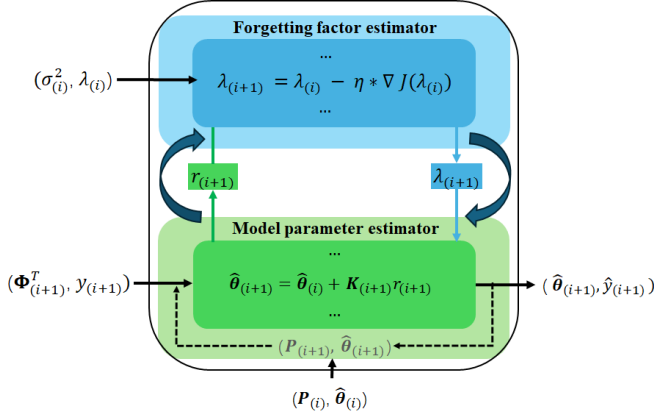 Forgetting factor estimator
...
(σ²₍ᵢ₎, λ₍ᵢ₎)
λ₍ᵢ₊₁₎ = λ₍ᵢ₎ − η ∗ ∇ J(λ₍ᵢ₎)
...
r₍ᵢ₊₁₎
λ₍ᵢ₊₁₎
Model parameter estimator
...
(Φᵀ₍ᵢ₊₁₎, y₍ᵢ₊₁₎)
θ̂₍ᵢ₊₁₎ = θ̂₍ᵢ₎ + K₍ᵢ₊₁₎r₍ᵢ₊₁₎
(θ̂₍ᵢ₊₁₎, ŷ₍ᵢ₊₁₎)
...
(P₍ᵢ₊₁₎, θ̂₍ᵢ₊₁₎)
(P₍ᵢ₎, θ̂₍ᵢ₎)